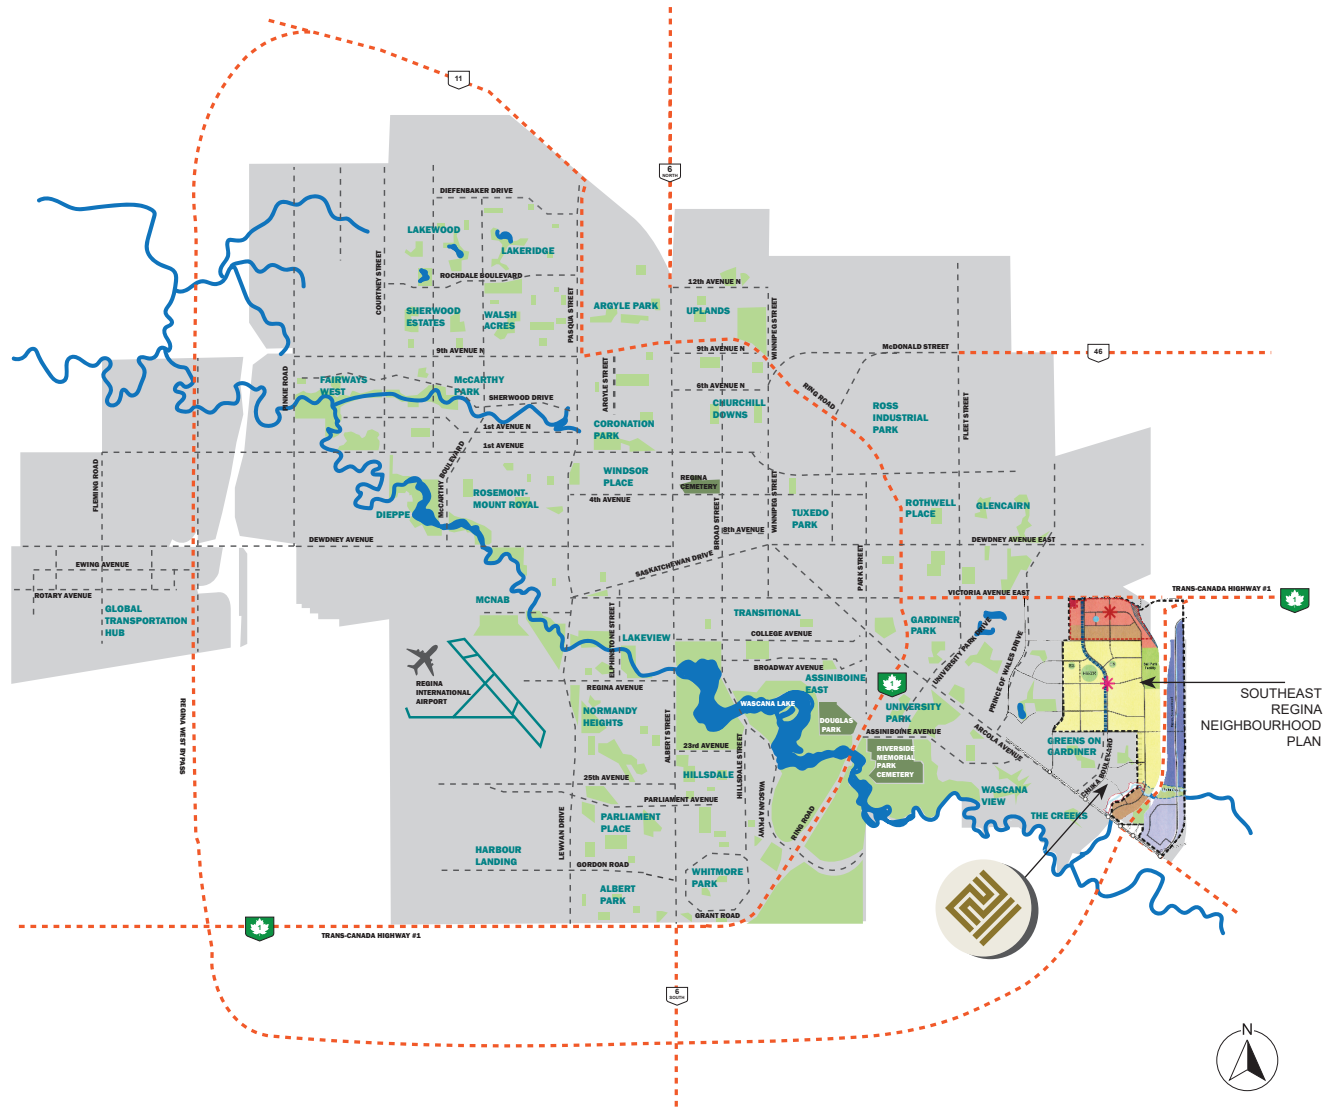 11
6
NORTH
DIEFENBAKER DRIVE
LAKEWOOD
LAKERIDGE
COURTNEY STREET
ROCHDALE BOULEVARD
12th AVENUE N
PASQUA STREET
ARGYLE PARK
UPLANDS
SHERWOOD
ESTATES
WALSH
ACRES
WINNIPEG STREET
9th AVENUE N
9th AVENUE N
McDONALD STREET
46
PINKIE ROAD
FAIRWAYS
WEST
McCARTHY
PARK
ARGYLE STREET
6th AVENUE N
RING ROAD
SHERWOOD DRIVE
CHURCHILL
DOWNS
ROSS
INDUSTRIAL
PARK
FLEET STREET
1st AVENUE N
CORONATION
PARK
1st AVENUE
McCARTHY BOULEVARD
FLEMING ROAD
WINDSOR
PLACE
REGINA
CEMETERY
WINNIPEG STREET
ROSEMONT-
MOUNT ROYAL
4th AVENUE
ROTHWELL
PLACE
GLENCAIRN
DIEPPE
BROAD STREET
TUXEDO
PARK
8th AVENUE
DEWDNEY AVENUE
DEWDNEY AVENUE EAST
PARK STREET
SASKATCHEWAN DRIVE
EWING AVENUE
ROTARY AVENUE
VICTORIA AVENUE EAST
TRANS-CANADA HIGHWAY #1
1
GLOBAL
TRANSPORTATION
HUB
MCNAB
ELPHINSTONE STREET
TRANSITIONAL
GARDINER
PARK
LAKEVIEW
COLLEGE AVENUE
UNIVERSITY PARK DRIVE
PRINCE OF WALES DRIVE
BROADWAY AVENUE
REGINA
INTERNATIONAL
AIRPORT
ASSINIBOINE
EAST
1
REGINA AVENUE
SOUTHEAST
REGINA
NEIGHBOURHOOD
PLAN
WASCANA LAKE
NORMANDY
HEIGHTS
UNIVERSITY
PARK
REGINA WEST BYPASS
ALBERT STREET
DOUGLAS
PARK
ASSINIBOINE AVENUE
ARCOLA AVENUE
GREENS ON
GARDINER
23rd AVENUE
HILLSDALE STREET
RIVERSIDE
MEMORIAL
PARK
CEMETERY
CHUKA BOULEVARD
25th AVENUE
HILLSDALE
WASCANA PKWY
WASCANA
VIEW
PARLIAMENT AVENUE
RING ROAD
PARLIAMENT
PLACE
THE CREEKS
LEWVAN DRIVE
HARBOUR
LANDING
GORDON ROAD
WHITMORE
PARK
ALBERT
PARK
GRANT ROAD
1
TRANS-CANADA HIGHWAY #1
6
SOUTH
N